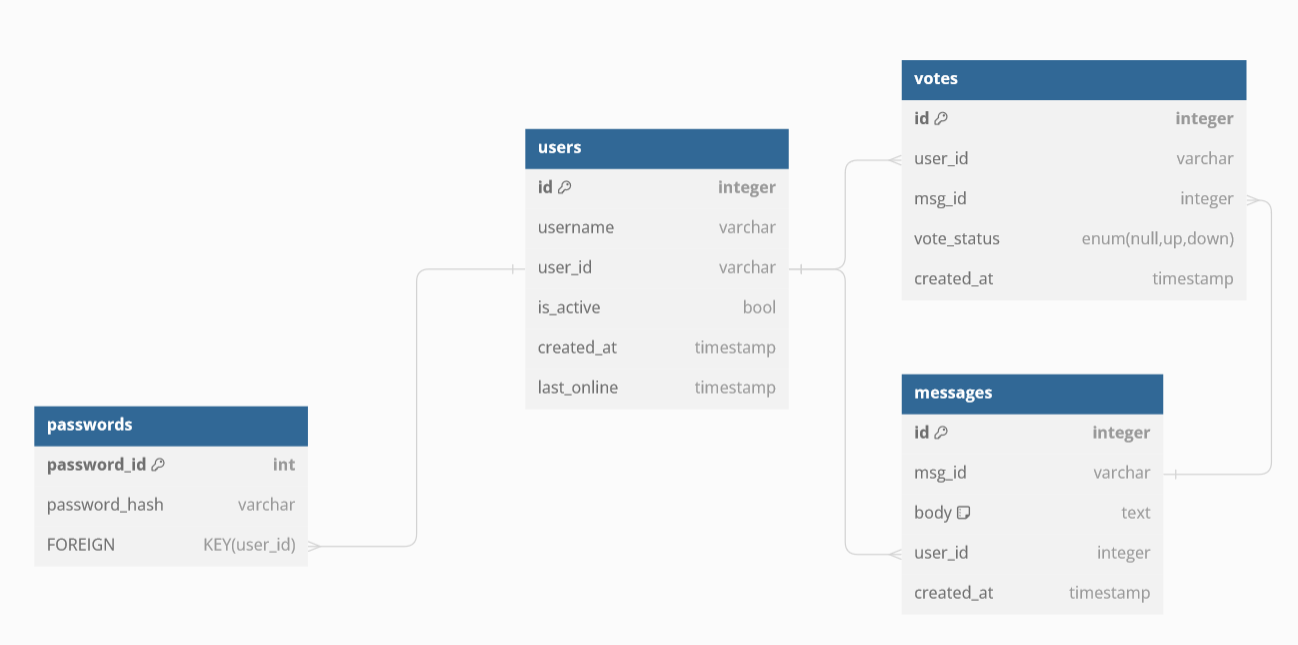 votes
id integer
user_id varchar
msg_id integer
vote_status enum(null,up,down)
created_at timestamp
users
id integer
username varchar
user_id varchar
is_active bool
created_at timestamp
last_online timestamp
messages
id integer
msg_id varchar
body text
user_id integer
created_at timestamp
passwords
password_id int
password_hash varchar
FOREIGN KEY(user_id)